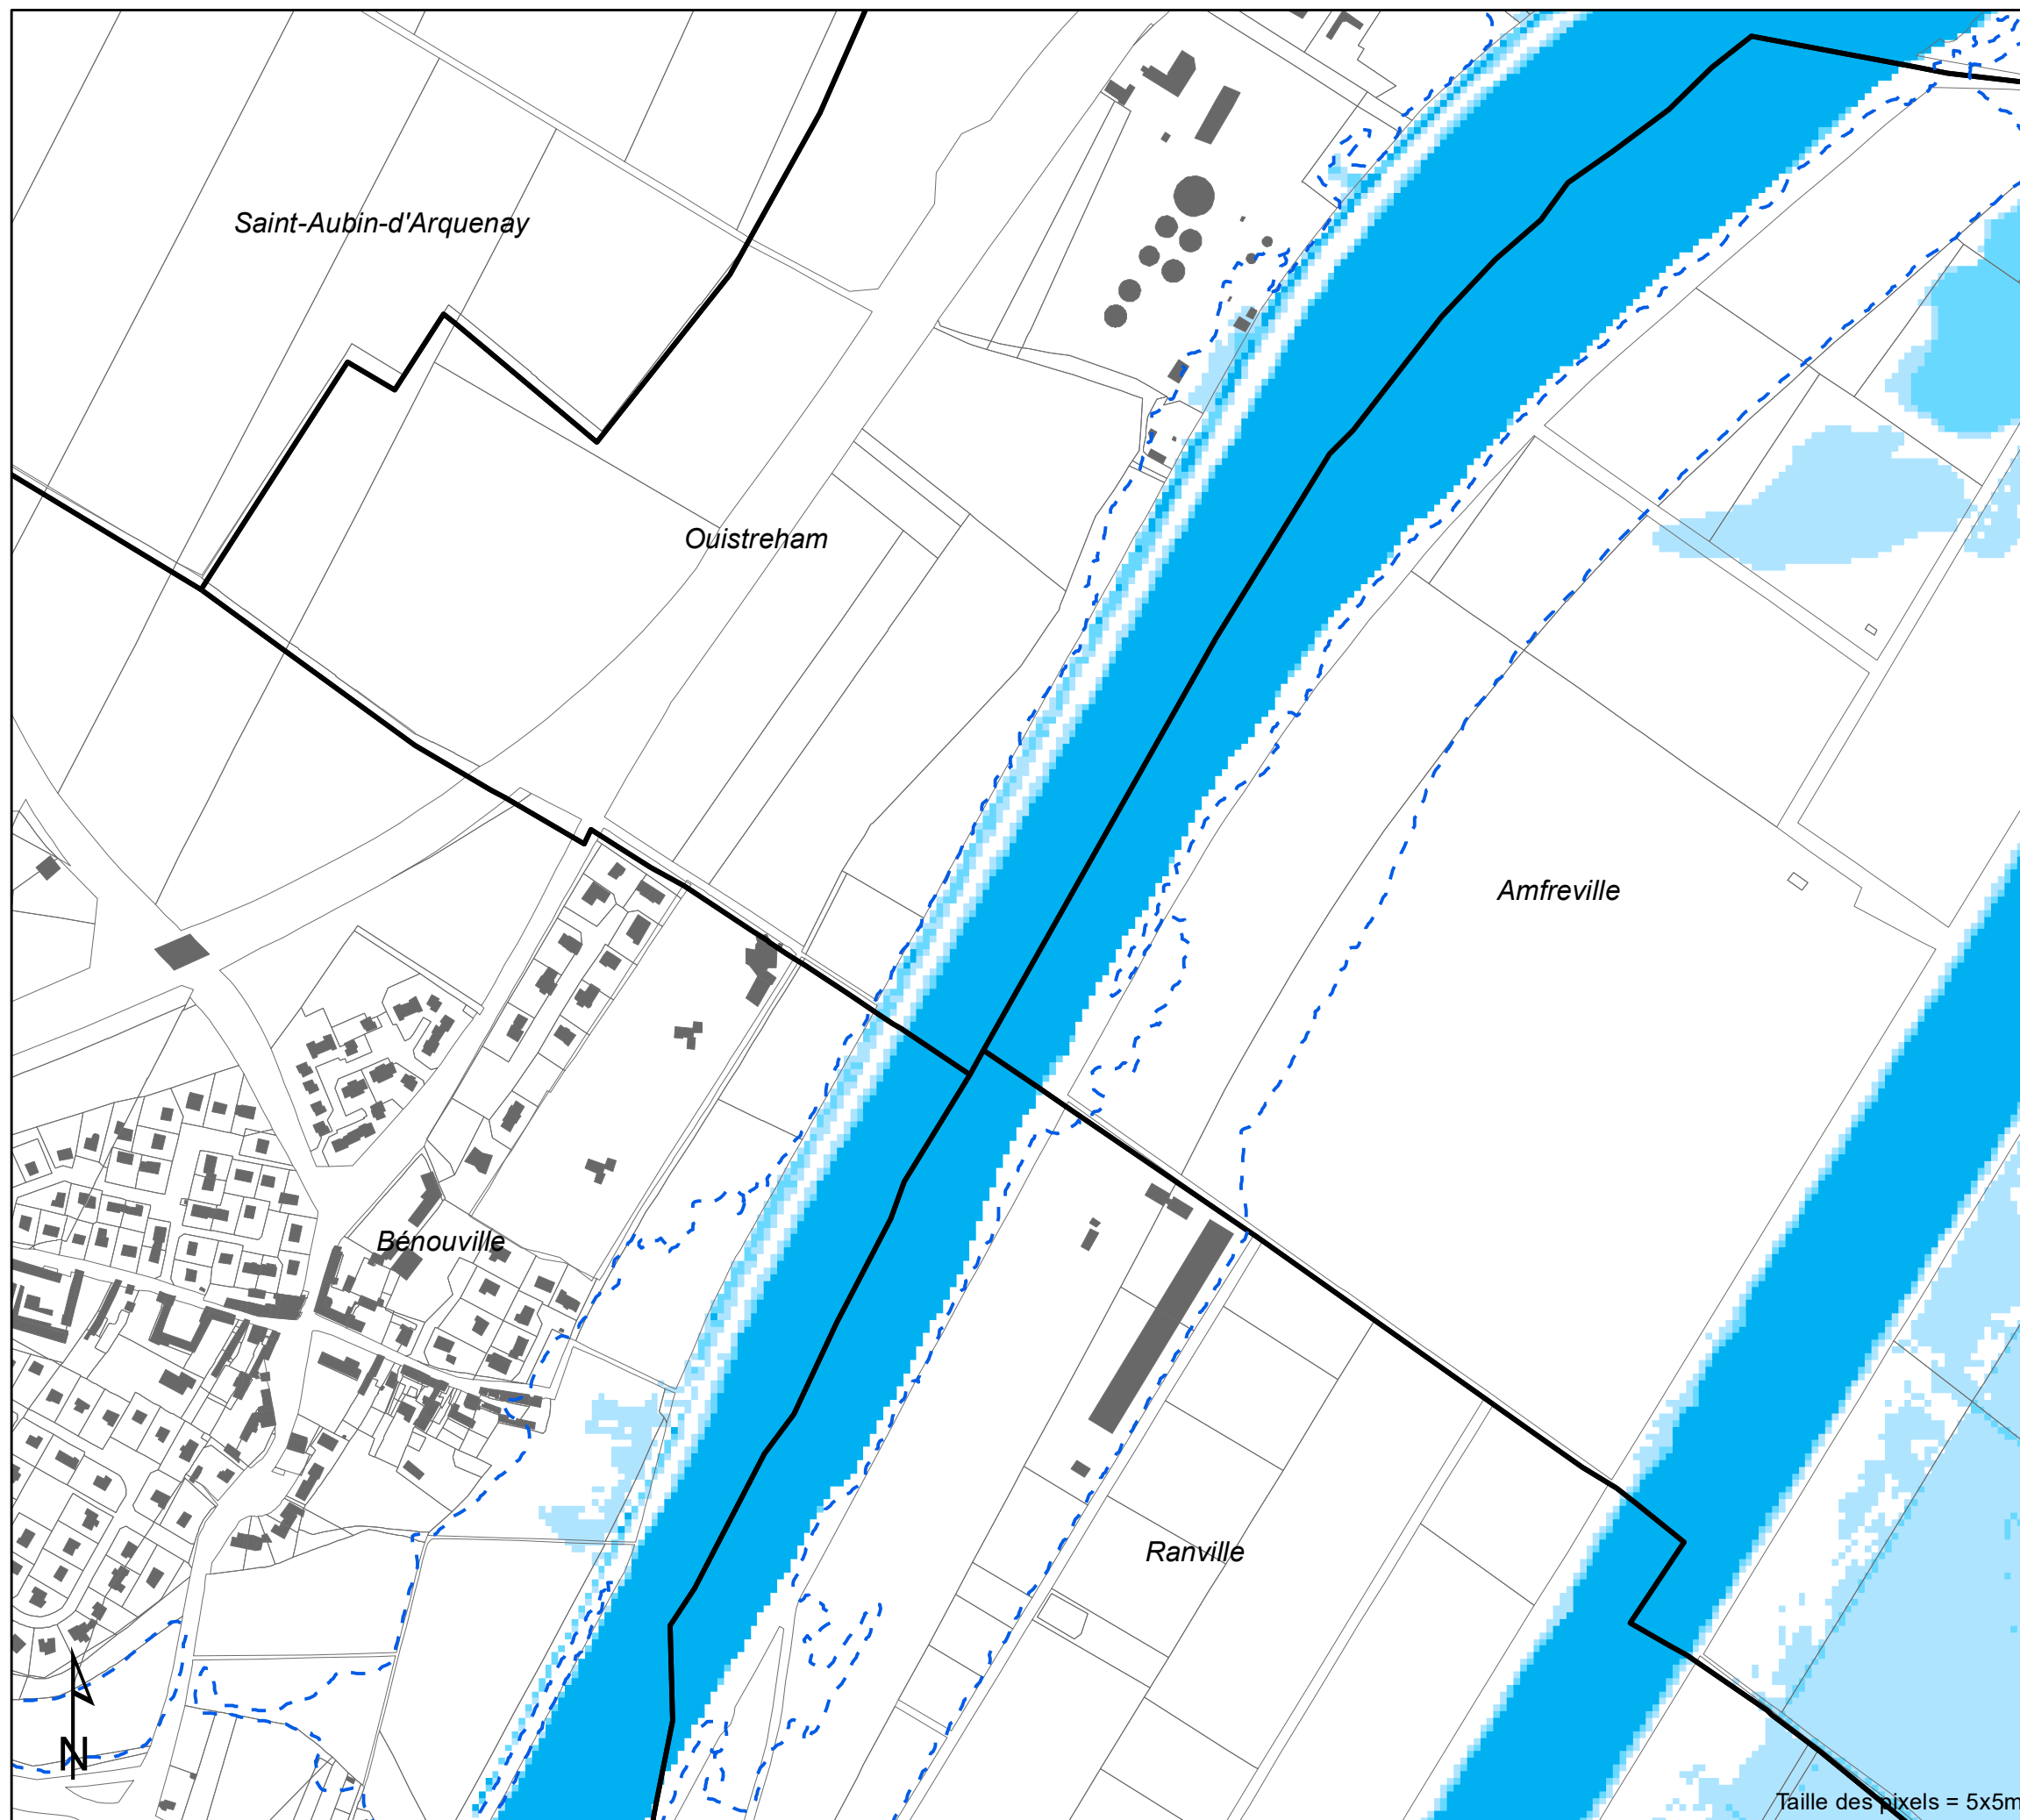 Saint-Aubin-d'Arquenay
Ouistreham
Amfreville
Bénouville
Ranville
N
Taille des pixels = 5x5m